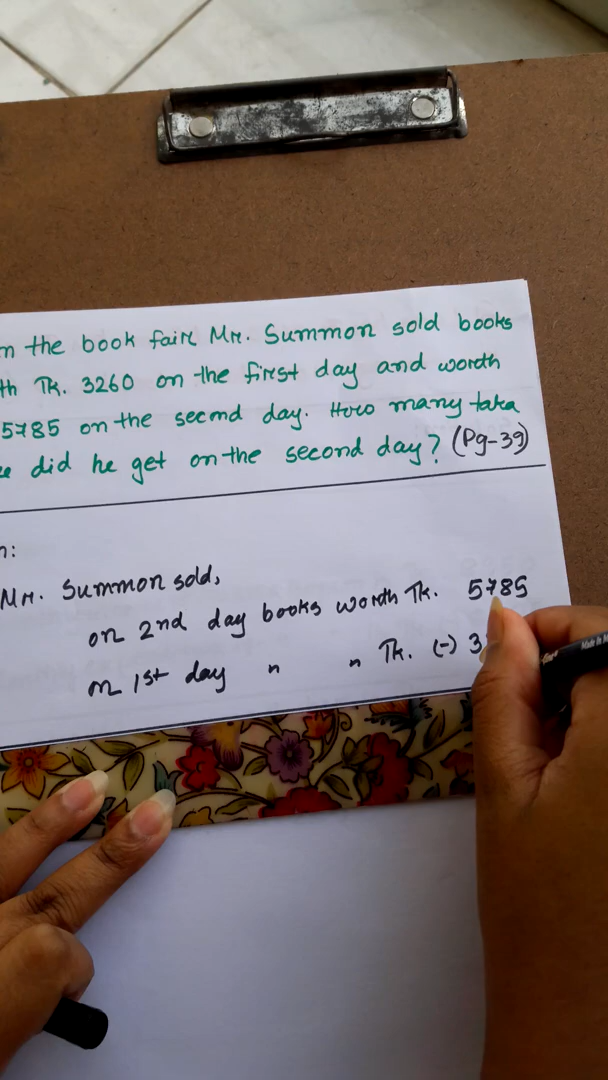 n the book fair Mr. Summon sold books
th Tk. 3260 on the first day and worth
5785 on the second day. How many taka
e did he get on the second day? (Pg-39)
n:
Mr. Summon sold,
on 2nd day books worth Tk. 5785
on 1st day " " Tk. (-) 3